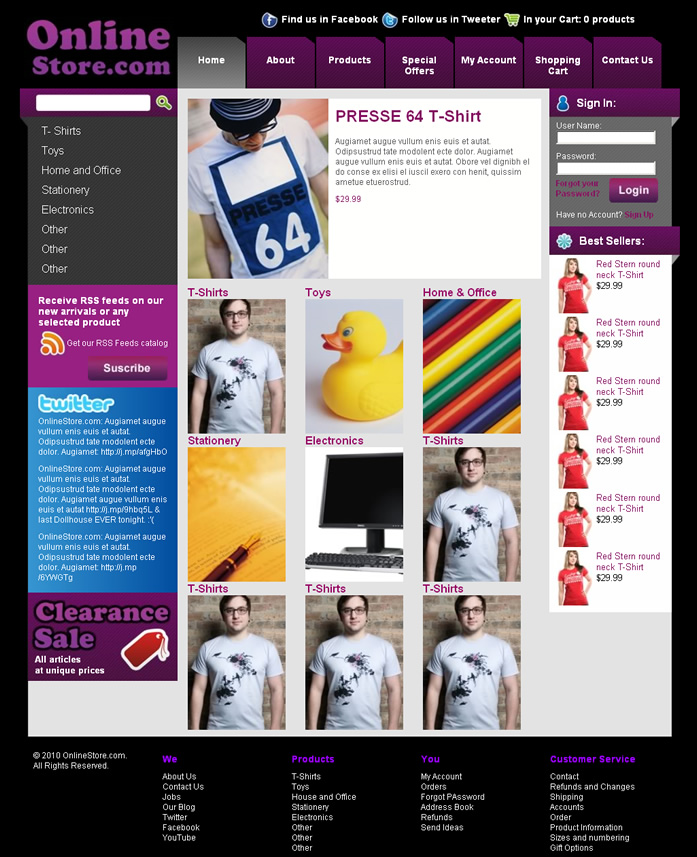 Online
Store.com
Find us in Facebook
Follow us in Tweeter
In your Cart: 0 products
Home
About
Products
Special
Offers
My Account
Shopping
Cart
Contact Us
T- Shirts
Toys
Home and Office
Stationery
Electronics
Other
Other
Other
Receive RSS feeds on our
new arrivals or any
selected product
Get our RSS Feeds catalog
Suscribe
twitter
OnlineStore.com: Augiamet augue
vullum enis euis et autat.
Odipsustrud tate modolent ecte
dolor. Augiamet: http://j.mp/afgHbO
OnlineStore.com: Augiamet augue
vullum enis euis et autat.
Odipsustrud tate modolent ecte
dolor. Augiamet augue vullum enis
euis et autat http://j.mp/9hbq5L &
last Dollhouse EVER tonight. :'(
OnlineStore.com: Augiamet augue
vullum enis euis et autat.
Odipsustrud tate modolent ecte
dolor. Augiamet: http://j.mp
/6YWGTg
Clearance
Sale
All articles
at unique prices
PRESSE
64
PRESSE 64 T-Shirt
Augiamet augue vullum enis euis et autat.
Odipsustrud tate modolent ecte dolor. Augiamet
augue vullum enis euis et autat. Obore vel dignibh el
do conse ex elisi el iuscil exero con henit, quissim
ametue etuerostrud.
$29.99
T-Shirts
Toys
Home & Office
Stationery
Electronics
T-Shirts
T-Shirts
T-Shirts
T-Shirts
Sign In:
User Name:
Password:
Forgot your
Password?
Login
Have no Account? Sign Up
Best Sellers:
Red Stern round
neck T-Shirt
$29.99
Red Stern round
neck T-Shirt
$29.99
Red Stern round
neck T-Shirt
$29.99
Red Stern round
neck T-Shirt
$29.99
Red Stern round
neck T-Shirt
$29.99
Red Stern round
neck T-Shirt
$29.99
© 2010 OnlineStore.com.
All Rights Reserved.
We
About Us
Contact Us
Jobs
Our Blog
Twitter
Facebook
YouTube
Products
T-Shirts
Toys
House and Office
Stationery
Electronics
Other
Other
Other
You
My Account
Orders
Forgot PAssword
Address Book
Refunds
Send Ideas
Customer Service
Contact
Refunds and Changes
Shipping
Accounts
Order
Product Information
Sizes and numbering
Gift Options